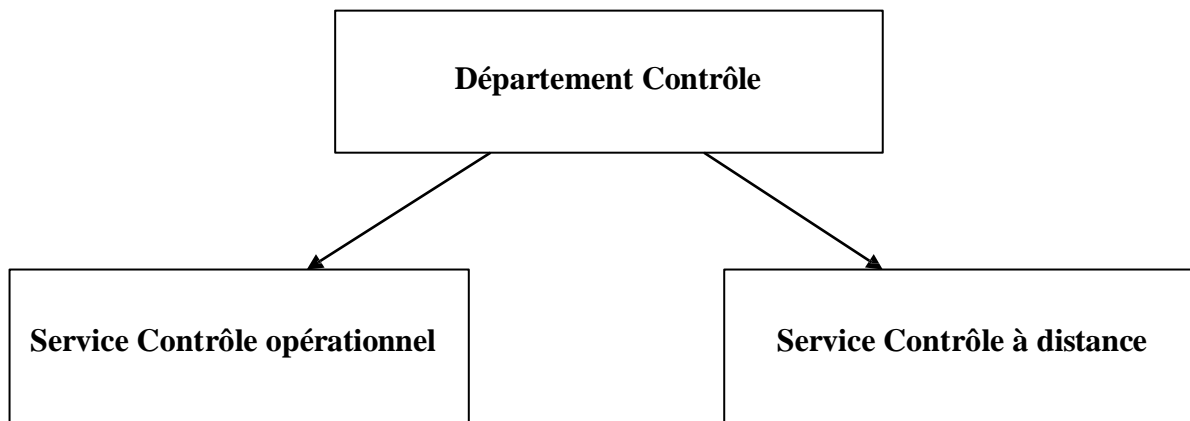 Département Contrôle
Service Contrôle opérationnel
Service Contrôle à distance